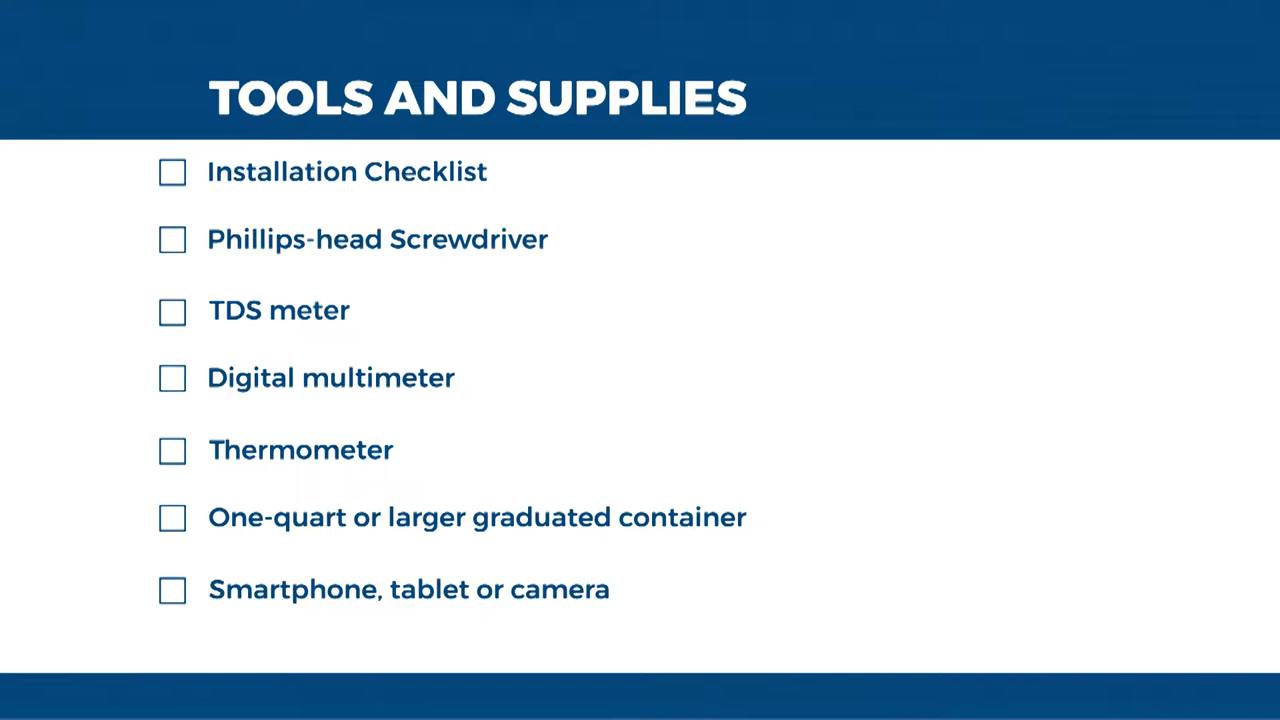 TOOLS AND SUPPLIES
Installation Checklist
Phillips-head Screwdriver
TDS meter
Digital multimeter
Thermometer
One-quart or larger graduated container
Smartphone, tablet or camera